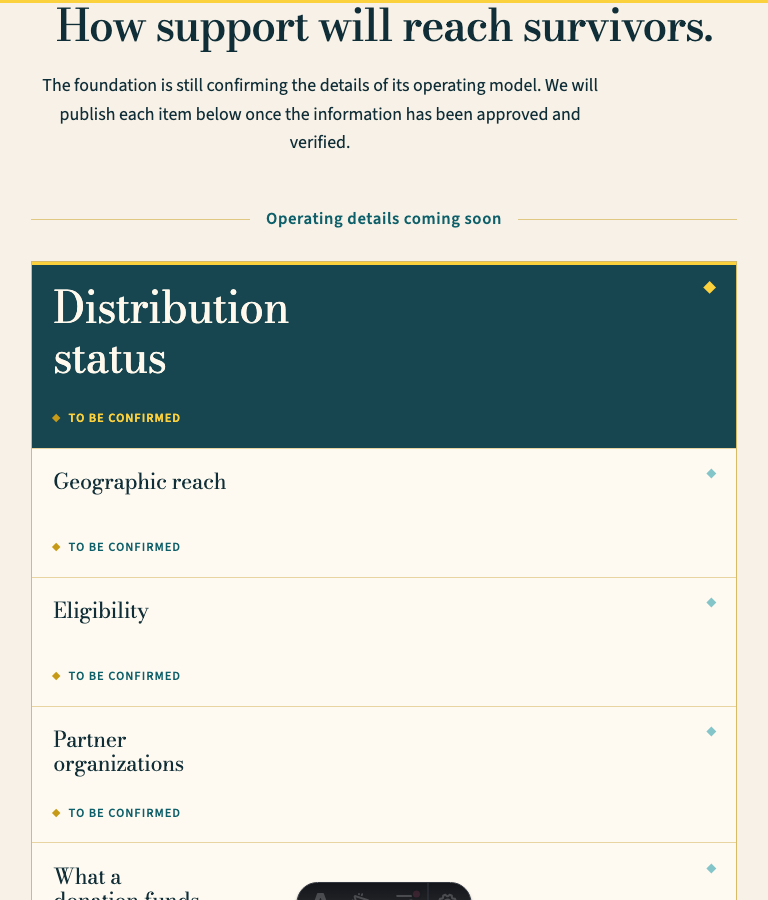 How support will reach survivors.
The foundation is still confirming the details of its operating model. We will
publish each item below once the information has been approved and
verified.
Operating details coming soon
Distribution
status
TO BE CONFIRMED
Geographic reach
TO BE CONFIRMED
Eligibility
TO BE CONFIRMED
Partner
organizations
TO BE CONFIRMED
What a
donation funds